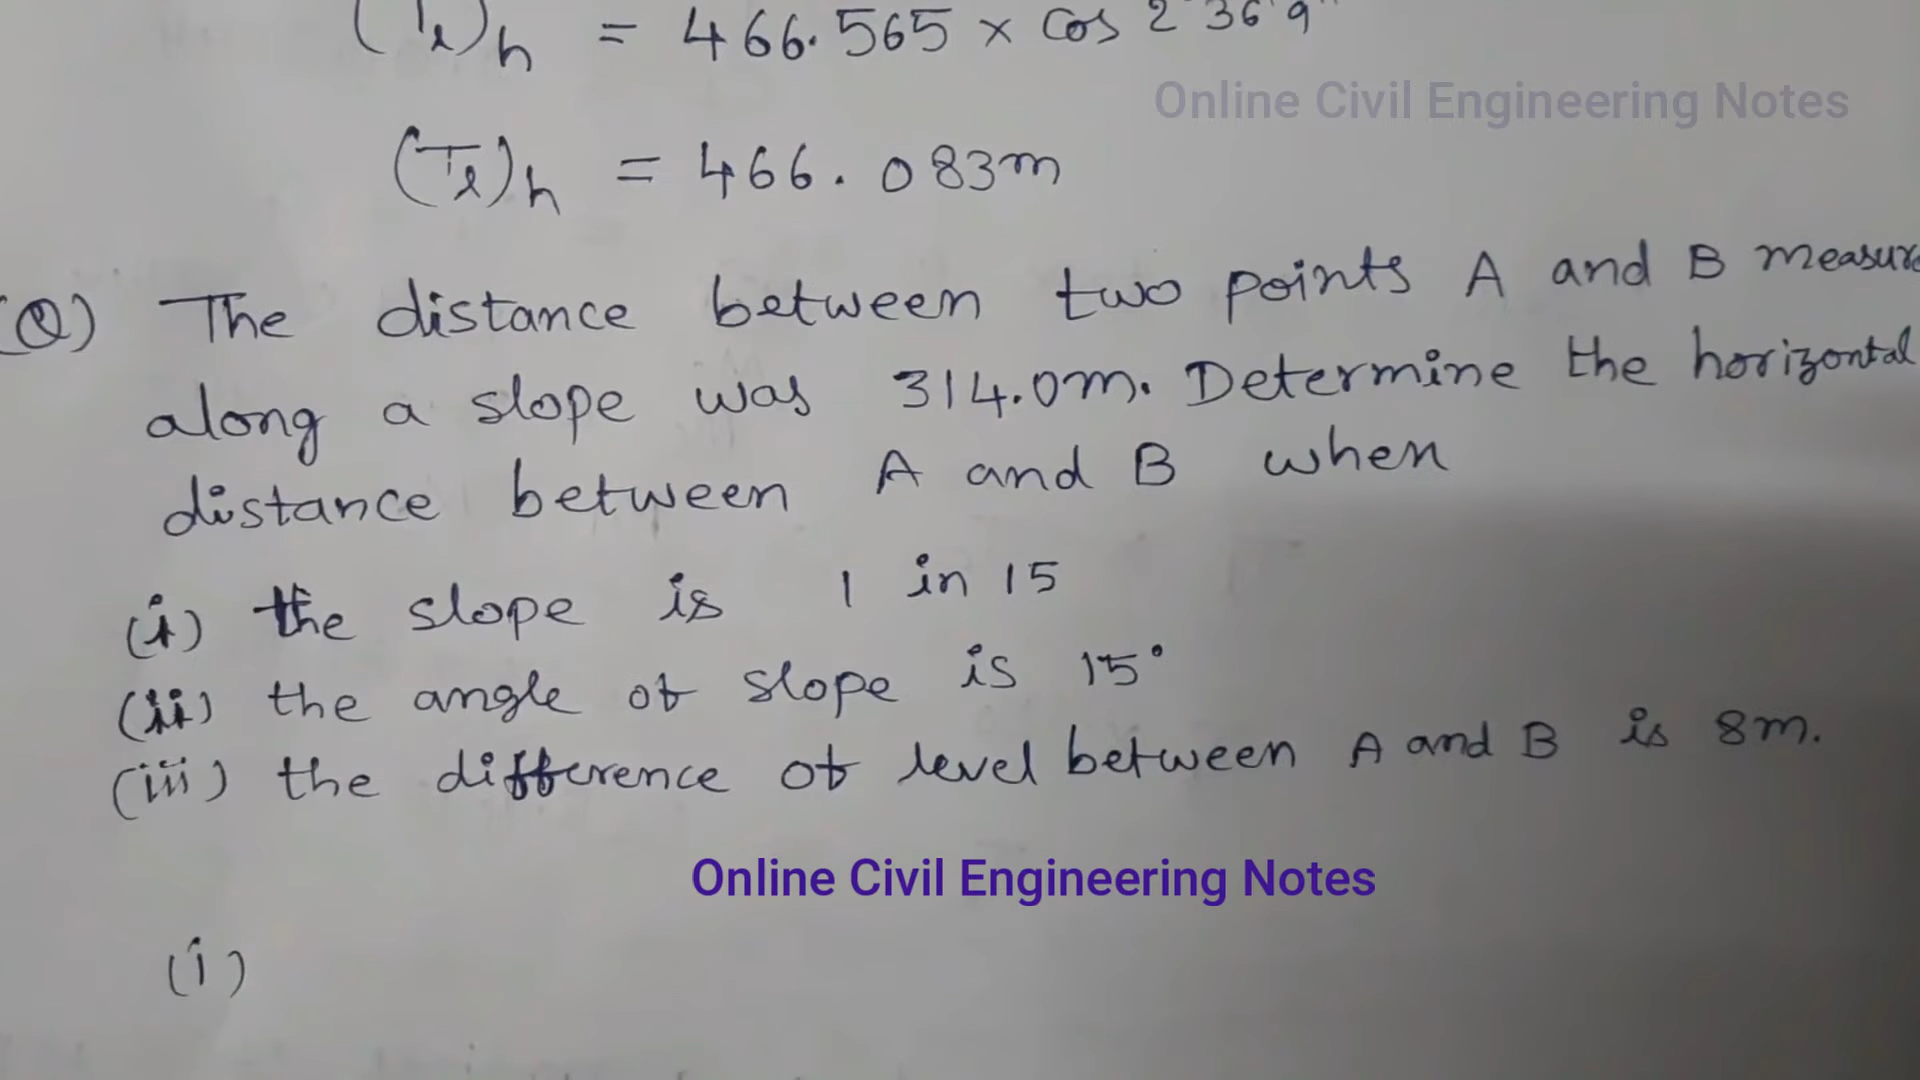 (Tl)h = 466.565 × cos 2°36'9"
Online Civil Engineering Notes
(Tl)h = 466.083m
(Q) The distance between two points A and B measure
along a slope was 314.0m. Determine the horizontal
distance between A and B when
(i) the slope is 1 in 15
(ii) the angle of slope is 15°
(iii) the difference of level between A and B is 8m.
Online Civil Engineering Notes
(i)